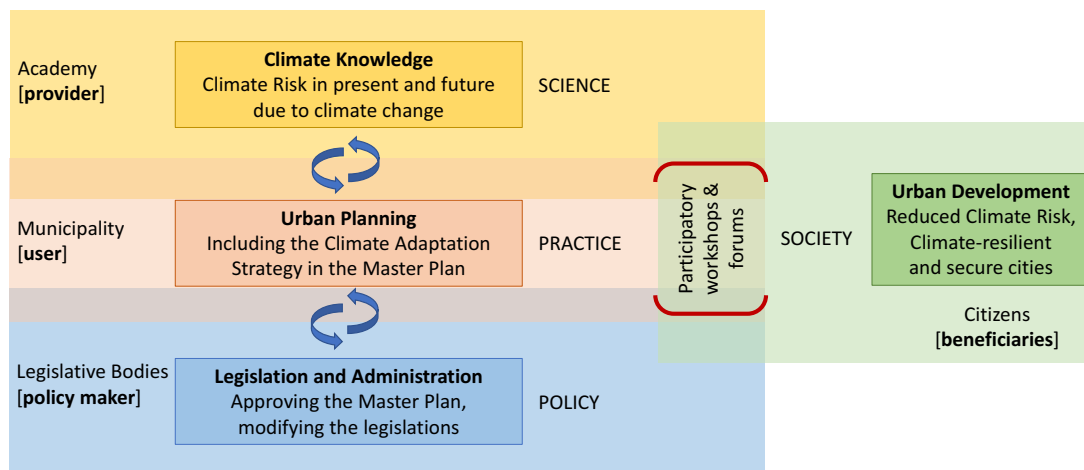 Academy
[provider]
Climate Knowledge
Climate Risk in present and future
due to climate change
SCIENCE
Municipality
[user]
Urban Planning
Including the Climate Adaptation
Strategy in the Master Plan
PRACTICE
Legislative Bodies
[policy maker]
Legislation and Administration
Approving the Master Plan,
modifying the legislations
POLICY
Participatory
workshops &
forums
SOCIETY
Urban Development
Reduced Climate Risk,
Climate-resilient
and secure cities
Citizens
[beneficiaries]